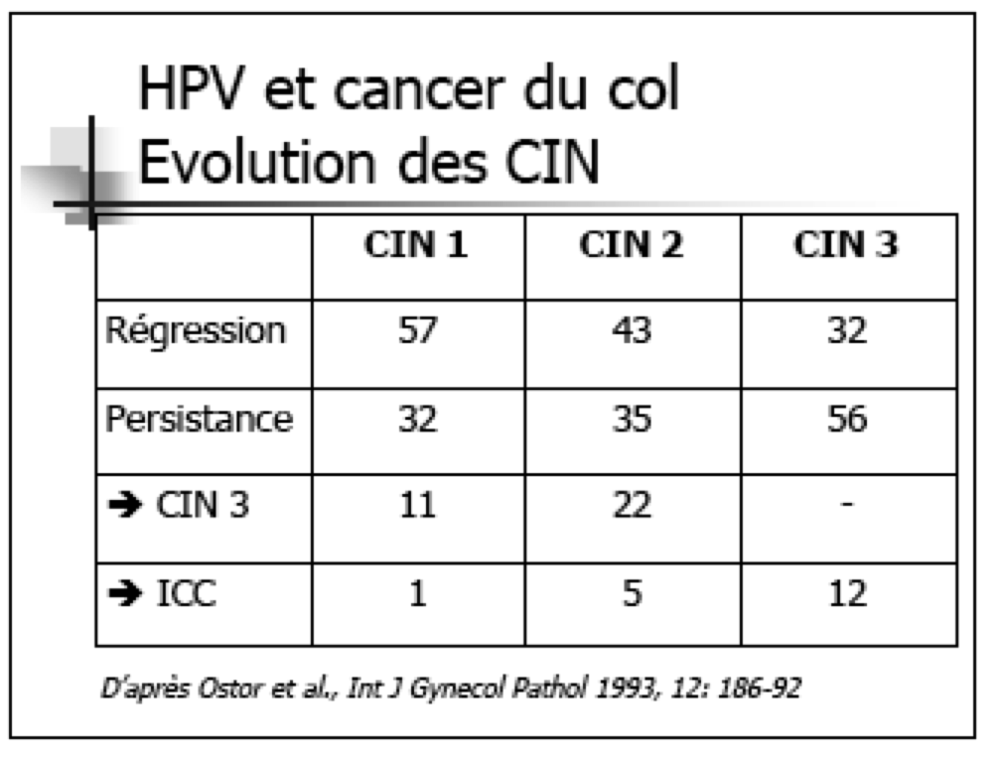 HPV et cancer du col
Evolution des CIN
CIN 1 CIN 2 CIN 3
Régression 57 43 32
Persistance 32 35 56
➔ CIN 3 11 22 -
➔ ICC 1 5 12
D'après Ostor et al., Int J Gynecol Pathol 1993, 12: 186-92